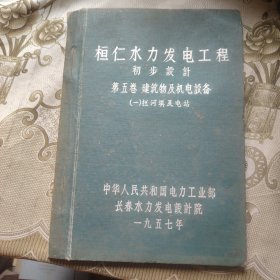 桓仁水力发电工程
初步設計
第五卷 建筑物及机电設备
(一)拦河壩及电站
中华人民共和国电力工业部
长春水力发电設計院
一九五七年